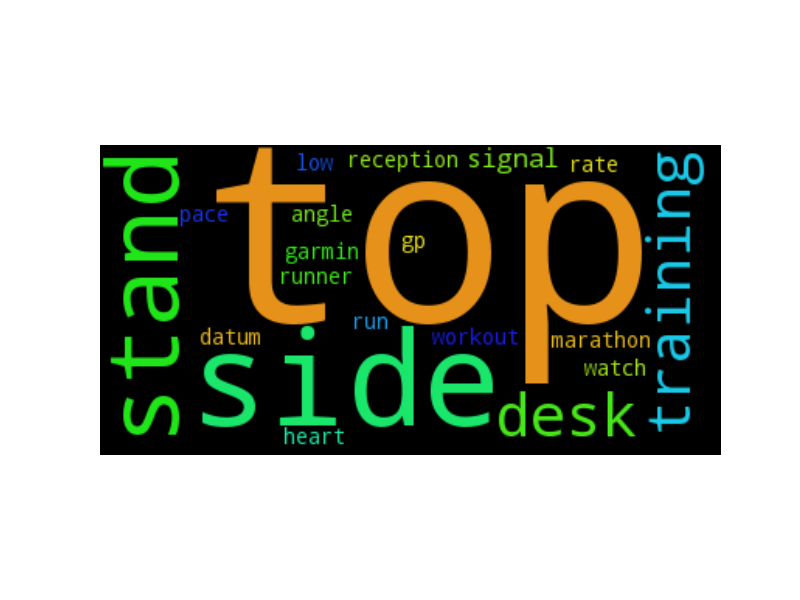 stand
top
low
reception
signal
rate
training
pace
angle
gp
garmin
runner
run
datum
workout
marathon
side
watch
desk
heart